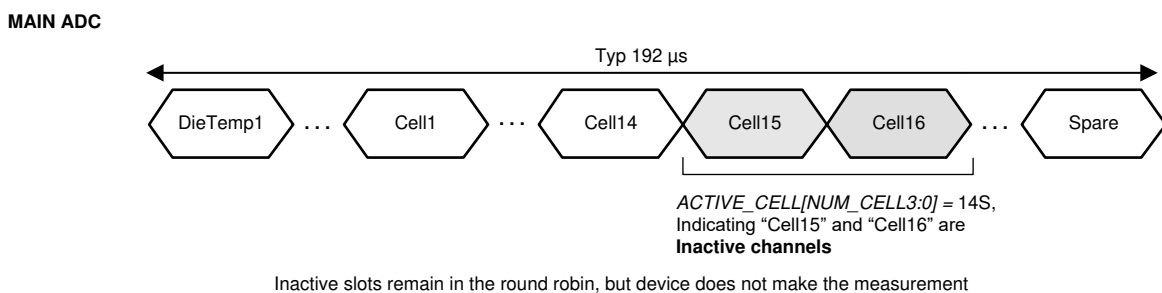 MAIN ADC
Typ 192 µs
DieTemp1 ... Cell1 ... Cell14 Cell15 Cell16 ... Spare
ACTIVE_CELL[NUM_CELL3:0] = 14S,
Indicating “Cell15” and “Cell16” are
Inactive channels
Inactive slots remain in the round robin, but device does not make the measurement